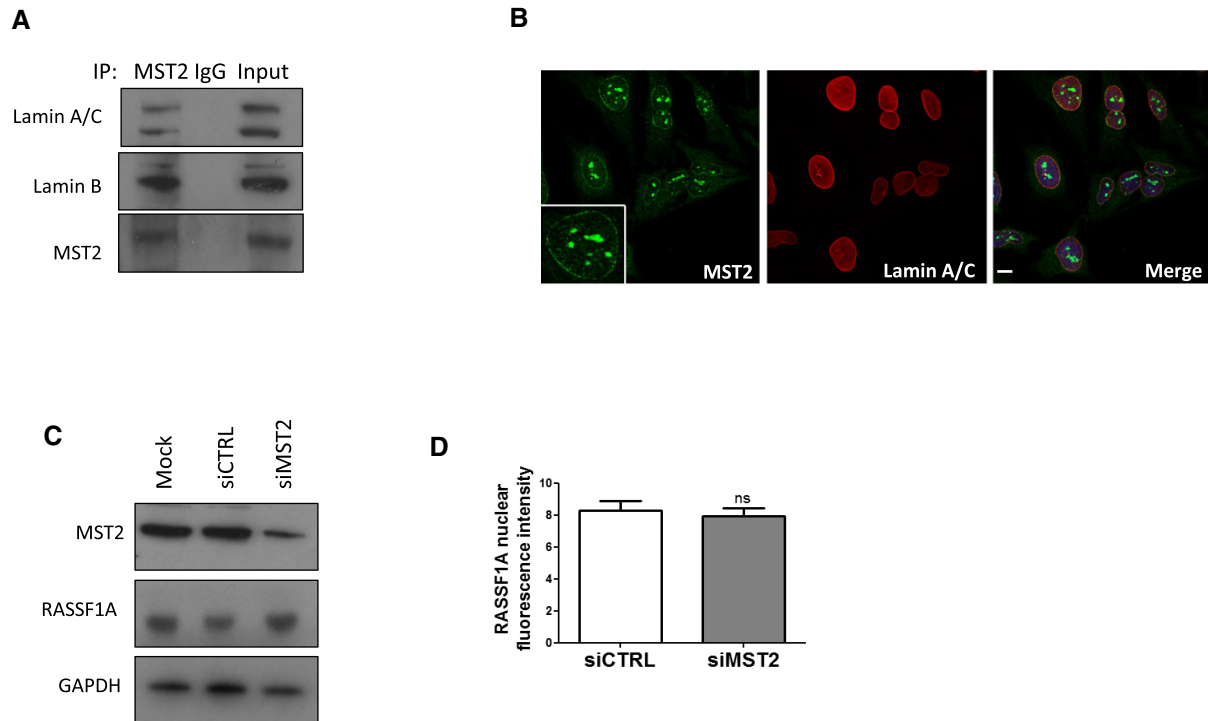 A
IP: MST2 IgG Input
Lamin A/C
Lamin B
MST2
B
MST2
Lamin A/C
Merge
C
Mock
siCTRL
siMST2
MST2
RASSF1A
GAPDH
D
RASSF1A nuclear
fluorescence intensity
10
8
6
4
2
0
ns
siCTRL
siMST2